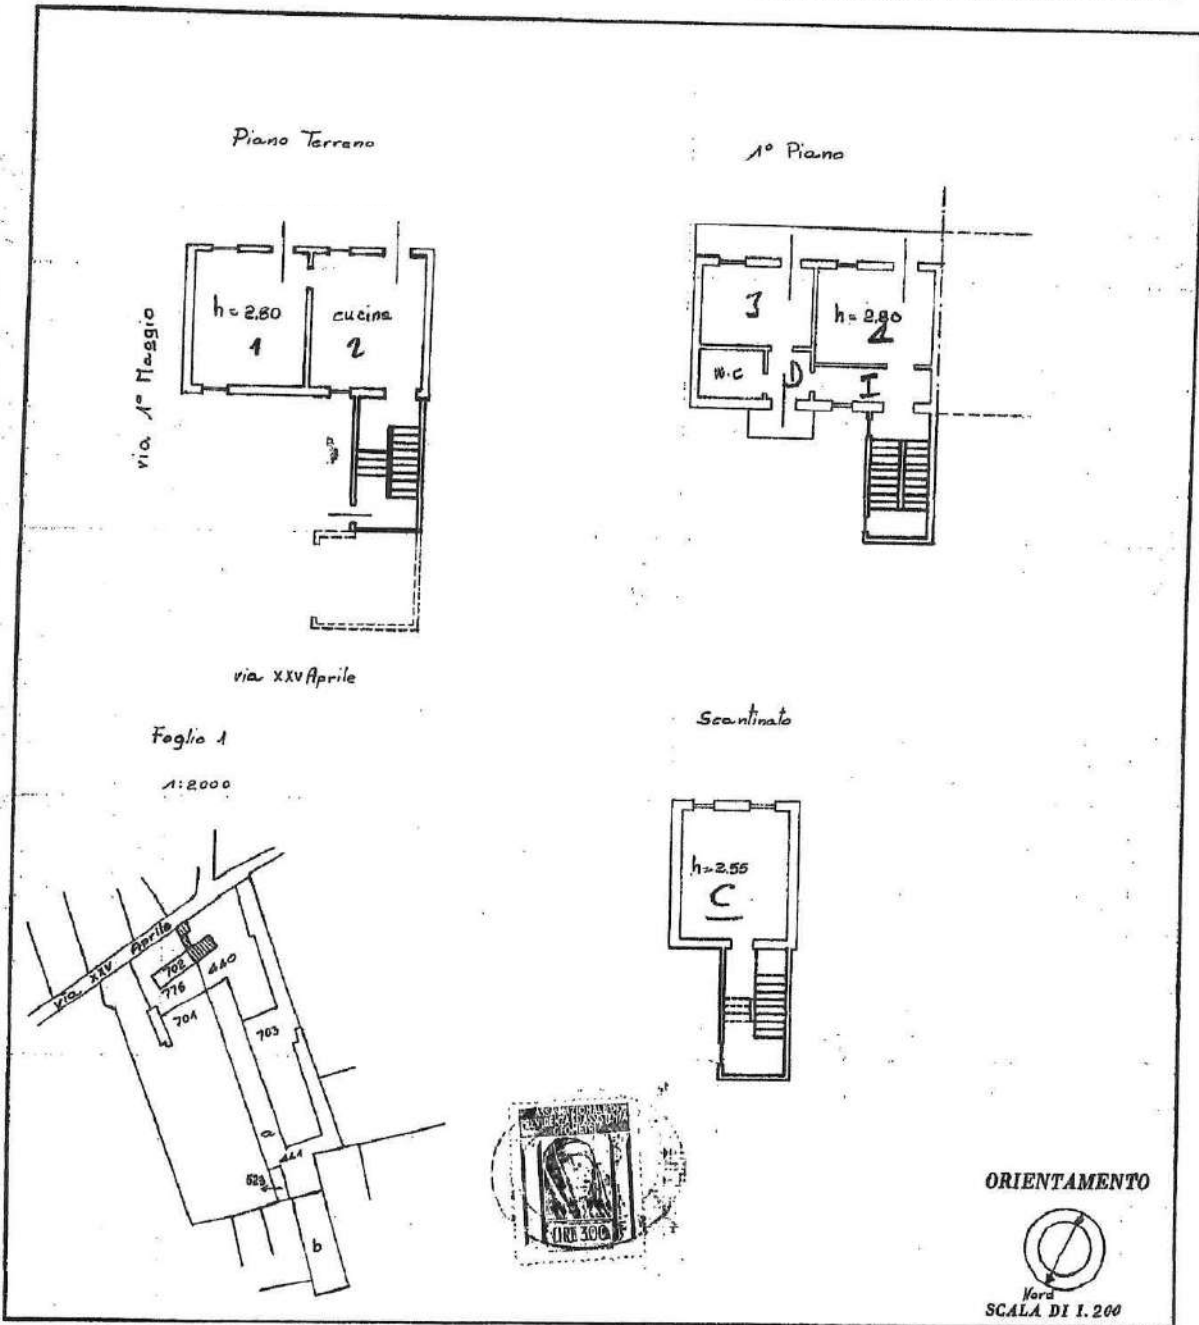 Piano Terreno
1° Piano
via 1° Maggio
h = 2.80
1
cucina
2
3
h = 2.80
W.C
D
I
via XXV Aprile
Foglio 1
1:2000
Scantinato
h = 2.55
C
via XXV Aprile
702
440
776
701
703
a
441
b
LIRE 300
ORIENTAMENTO
Nord
SCALA DI 1.200